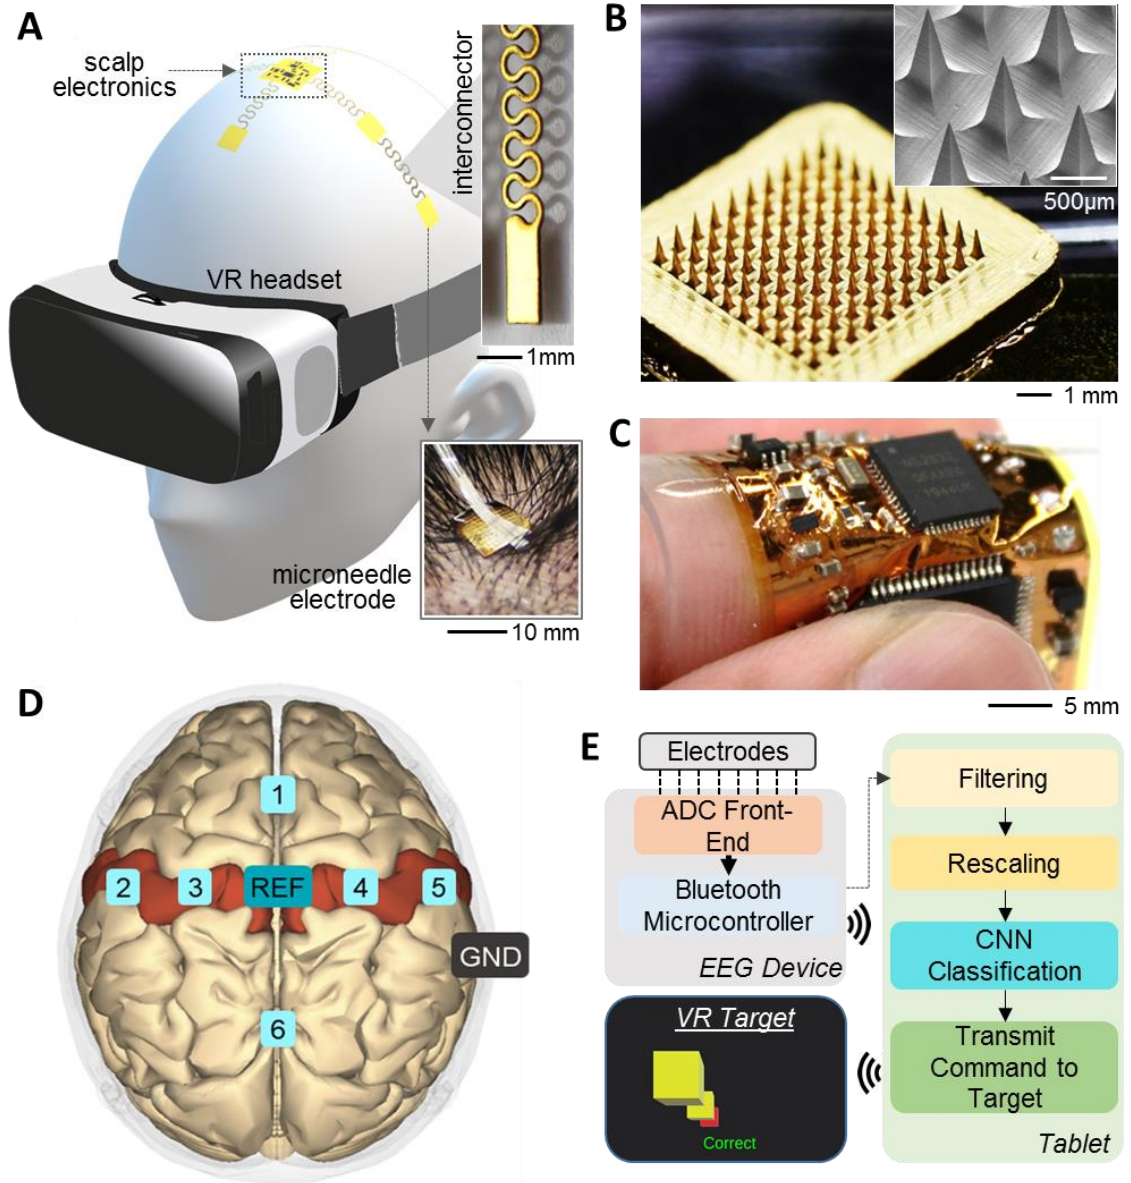 A
scalp
electronics
interconnector
VR headset
1mm
microneedle
electrode
10 mm
B
500µm
1 mm
C
5 mm
D
1
2
3
REF
4
5
GND
6
E
Electrodes
ADC Front-
End
Bluetooth
Microcontroller
EEG Device
VR Target
Correct
Filtering
Rescaling
CNN
Classification
Transmit
Command to
Target
Tablet